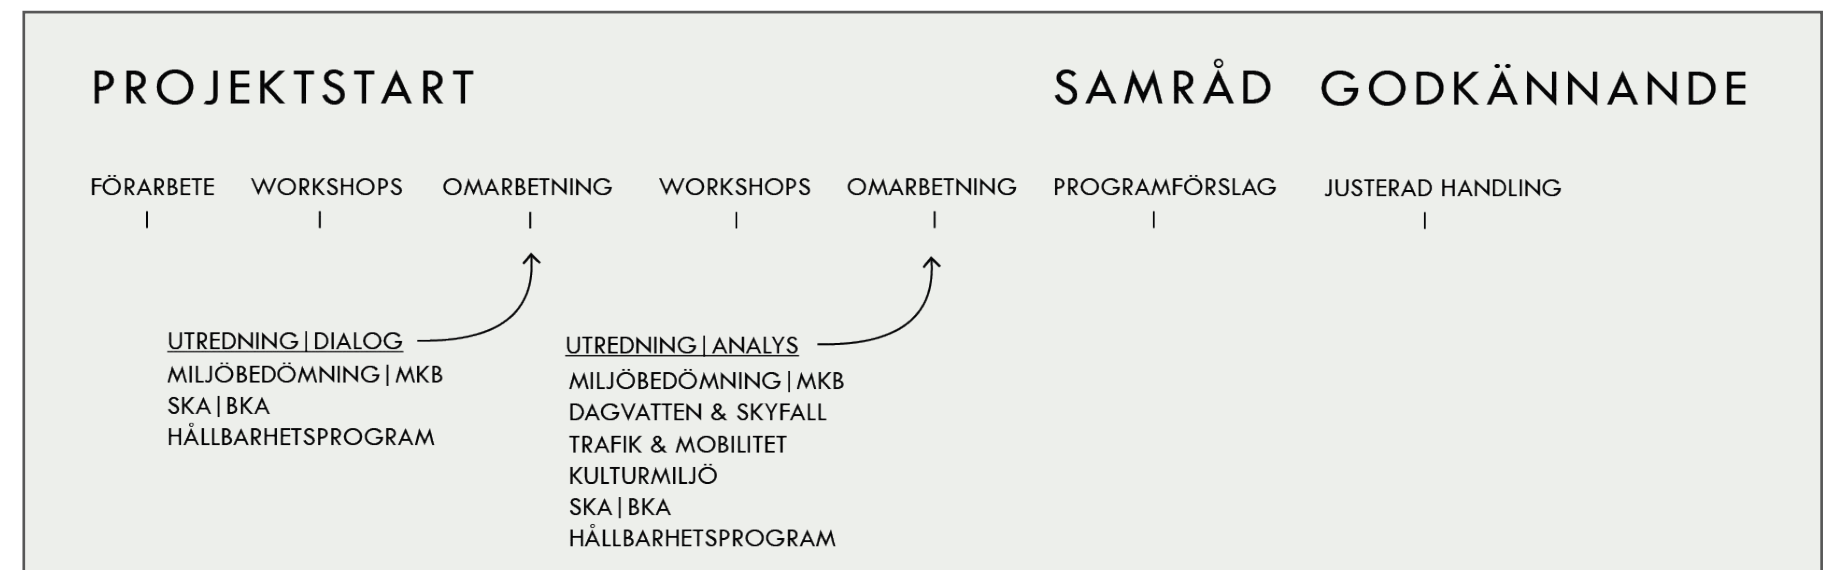 PROJEKTSTART SAMRÅD GODKÄNNANDE
FÖRARBETE WORKSHOPS OMARBETNING WORKSHOPS OMARBETNING PROGRAMFÖRSLAG JUSTERAD HANDLING
UTREDNING|DIALOG
MILJÖBEDÖMNING|MKB
SKA|BKA
HÅLLBARHETSPROGRAM
UTREDNING|ANALYS
MILJÖBEDÖMNING|MKB
DAGVATTEN & SKYFALL
TRAFIK & MOBILITET
KULTURMILJÖ
SKA|BKA
HÅLLBARHETSPROGRAM